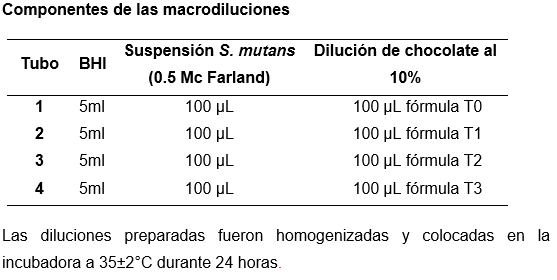 Componentes de las macrodiluciones
Tubo BHI Suspensión S. mutans (0.5 Mc Farland) Dilución de chocolate al 10%
1 5ml 100 µL 100 µL fórmula T0
2 5ml 100 µL 100 µL fórmula T1
3 5ml 100 µL 100 µL fórmula T2
4 5ml 100 µL 100 µL fórmula T3
Las diluciones preparadas fueron homogenizadas y colocadas en la
incubadora a 35±2°C durante 24 horas.